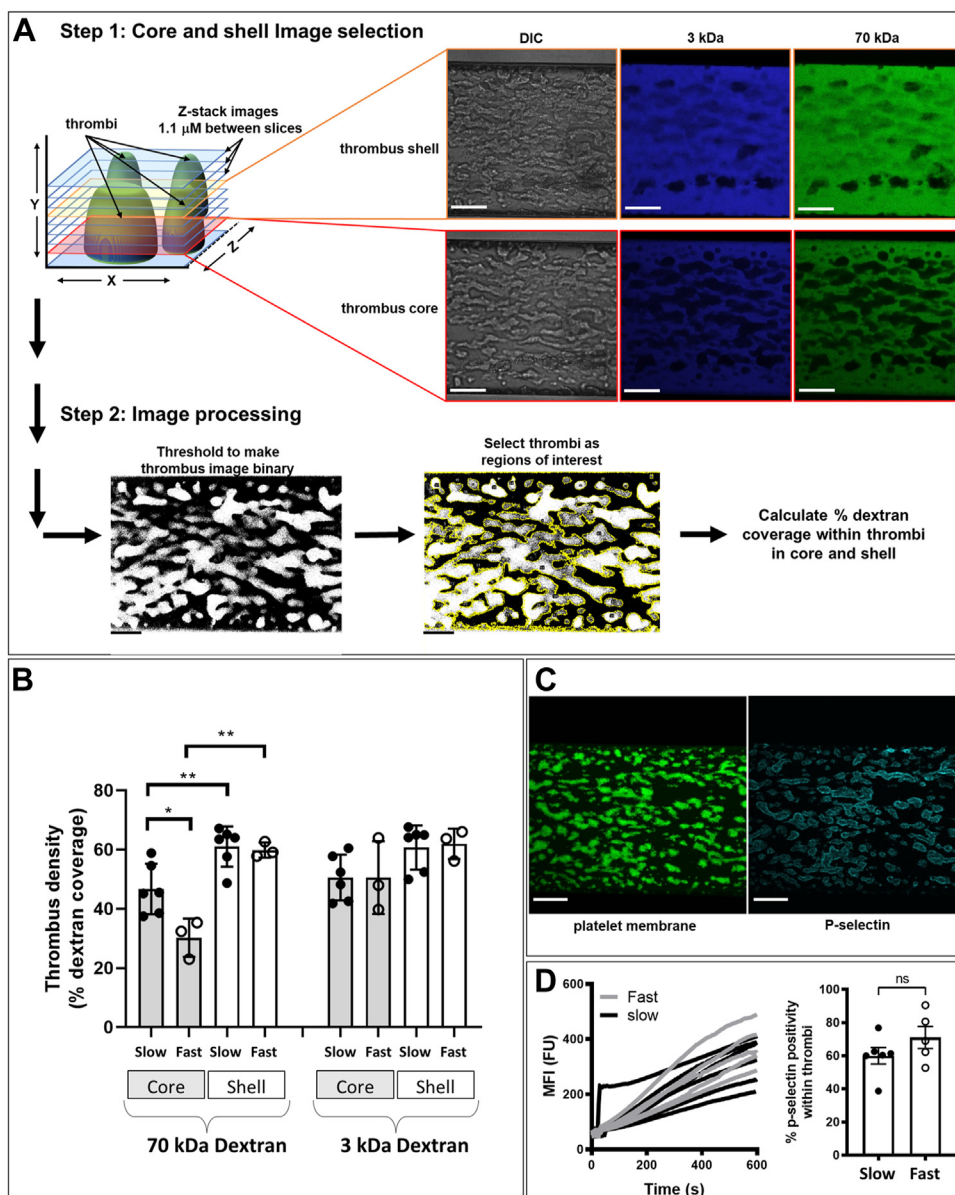 A
Step 1: Core and shell Image selection
thrombi
Z-stack images
1.1 μM between slices
Y
X
Z
DIC
3 kDa
70 kDa
thrombus shell
thrombus core
Step 2: Image processing
Threshold to make
thrombus image binary
Select thrombi as
regions of interest
Calculate % dextran
coverage within thrombi
in core and shell
B
Thrombus density
(% dextran coverage)
80
60
40
20
0
**
**
*
Slow Fast Slow Fast Slow Fast Slow Fast
Core Shell Core Shell
70 kDa Dextran 3 kDa Dextran
C
platelet membrane
P-selectin
D
MFI (FU)
600
400
200
0
Fast
slow
0 200 400 600
Time (s)
% p-selectin positivity
within thrombi
100
80
60
40
20
0
ns
Slow Fast